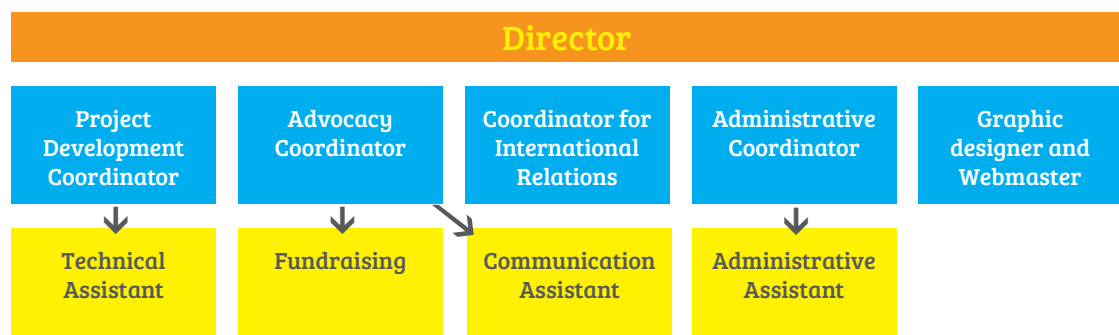 Director
Project
Development
Coordinator
Advocacy
Coordinator
Coordinator for
International
Relations
Administrative
Coordinator
Graphic
designer and
Webmaster
Technical
Assistant
Fundraising
Communication
Assistant
Administrative
Assistant